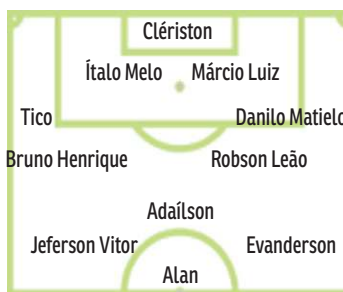 Clériston
Ítalo Melo Márcio Luiz
Tico Danilo Matielo
Bruno Henrique Robson Leão
Adaílson
Jeferson Vitor Evanderson
Alan